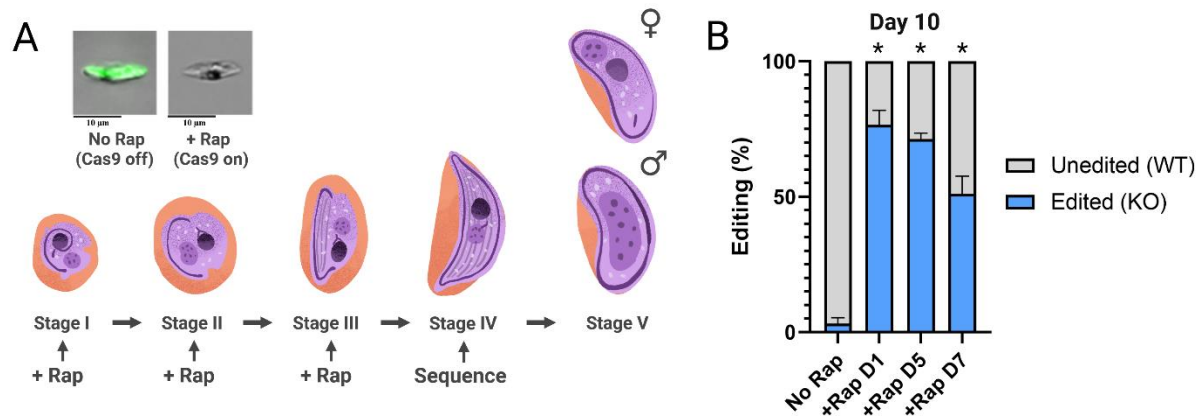 A
10 µm
10 µm
No Rap
(Cas9 off)
+ Rap
(Cas9 on)
♀
♂
Stage I
Stage II
Stage III
Stage IV
Stage V
+ Rap
+ Rap
+ Rap
Sequence
B
Day 10
* * *
Editing (%)
100
50
0
No Rap
+Rap D1
+Rap D5
+Rap D7
Unedited (WT)
Edited (KO)